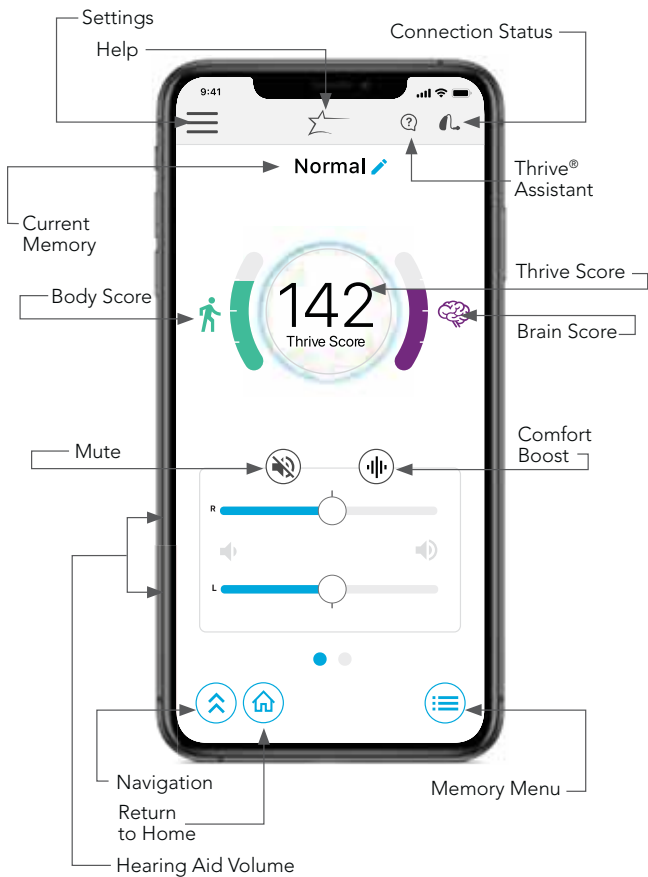 Settings
Help
Connection Status
9:41
Normal
Thrive®
Assistant
Current
Memory
Thrive Score
Body Score
142
Thrive Score
Brain Score
Mute
Comfort
Boost
R
L
Navigation
Memory Menu
Return
to Home
Hearing Aid Volume